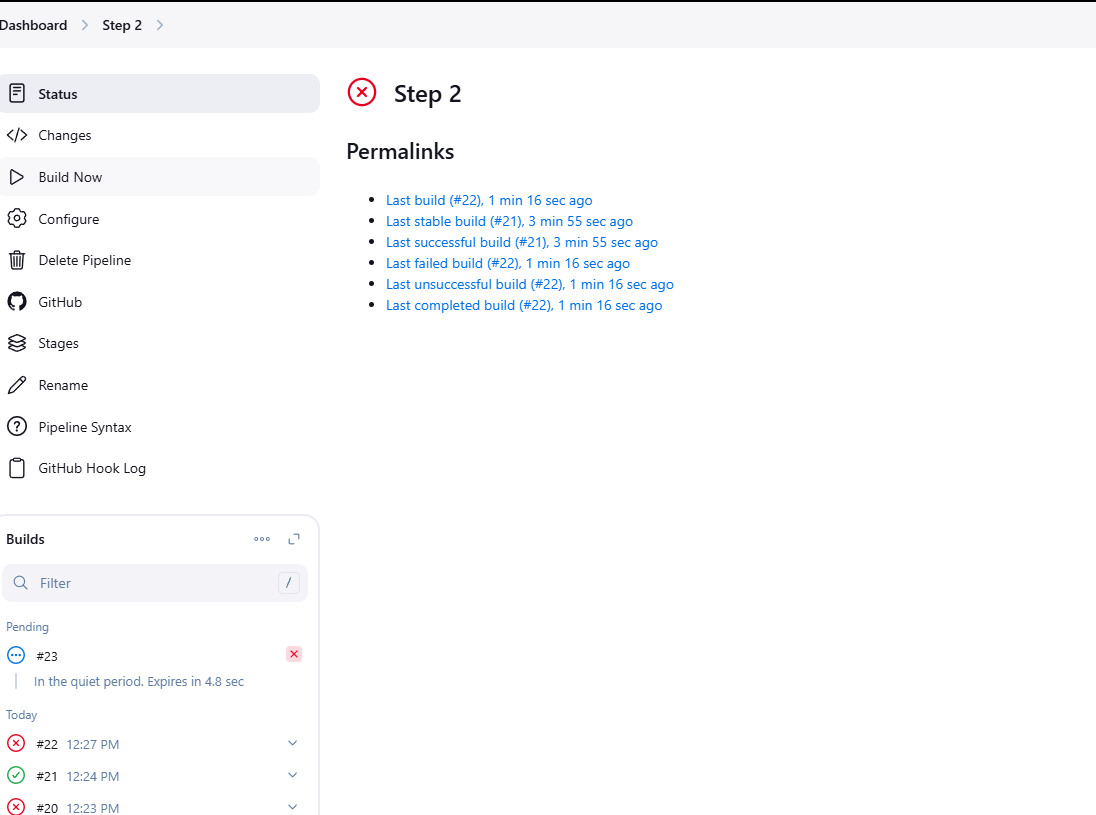 Dashboard > Step 2 >
Status
Changes
Build Now
Configure
Delete Pipeline
GitHub
Stages
Rename
Pipeline Syntax
GitHub Hook Log
Builds
Filter /
Pending
#23
In the quiet period. Expires in 4.8 sec
Today
#22 12:27 PM
#21 12:24 PM
#20 12:23 PM
Step 2
Permalinks
Last build (#22), 1 min 16 sec ago
Last stable build (#21), 3 min 55 sec ago
Last successful build (#21), 3 min 55 sec ago
Last failed build (#22), 1 min 16 sec ago
Last unsuccessful build (#22), 1 min 16 sec ago
Last completed build (#22), 1 min 16 sec ago